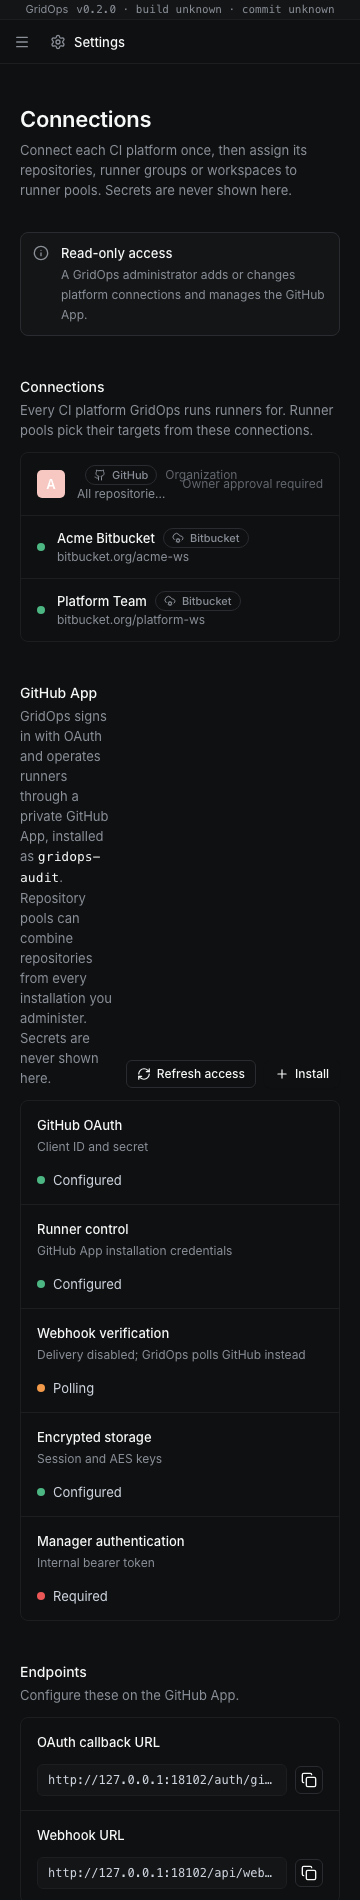 GridOps v0.2.0 · build unknown · commit unknown
Settings
Connections
Connect each CI platform once, then assign its
repositories, runner groups or workspaces to
runner pools. Secrets are never shown here.
Read-only access
A GridOps administrator adds or changes
platform connections and manages the GitHub
App.
Connections
Every CI platform GridOps runs runners for. Runner
pools pick their targets from these connections.
A
GitHub Organization
All repositorie… Owner approval required
Acme Bitbucket Bitbucket
bitbucket.org/acme-ws
Platform Team Bitbucket
bitbucket.org/platform-ws
GitHub App
GridOps signs
in with OAuth
and operates
runners
through a
private GitHub
App, installed
as gridops-
audit.
Repository
pools can
combine
repositories
from every
installation you
administer.
Secrets are
never shown
here.
Refresh access Install
GitHub OAuth
Client ID and secret
Configured
Runner control
GitHub App installation credentials
Configured
Webhook verification
Delivery disabled; GridOps polls GitHub instead
Polling
Encrypted storage
Session and AES keys
Configured
Manager authentication
Internal bearer token
Required
Endpoints
Configure these on the GitHub App.
OAuth callback URL
http://127.0.0.1:18102/auth/gi…
Webhook URL
http://127.0.0.1:18102/api/web…